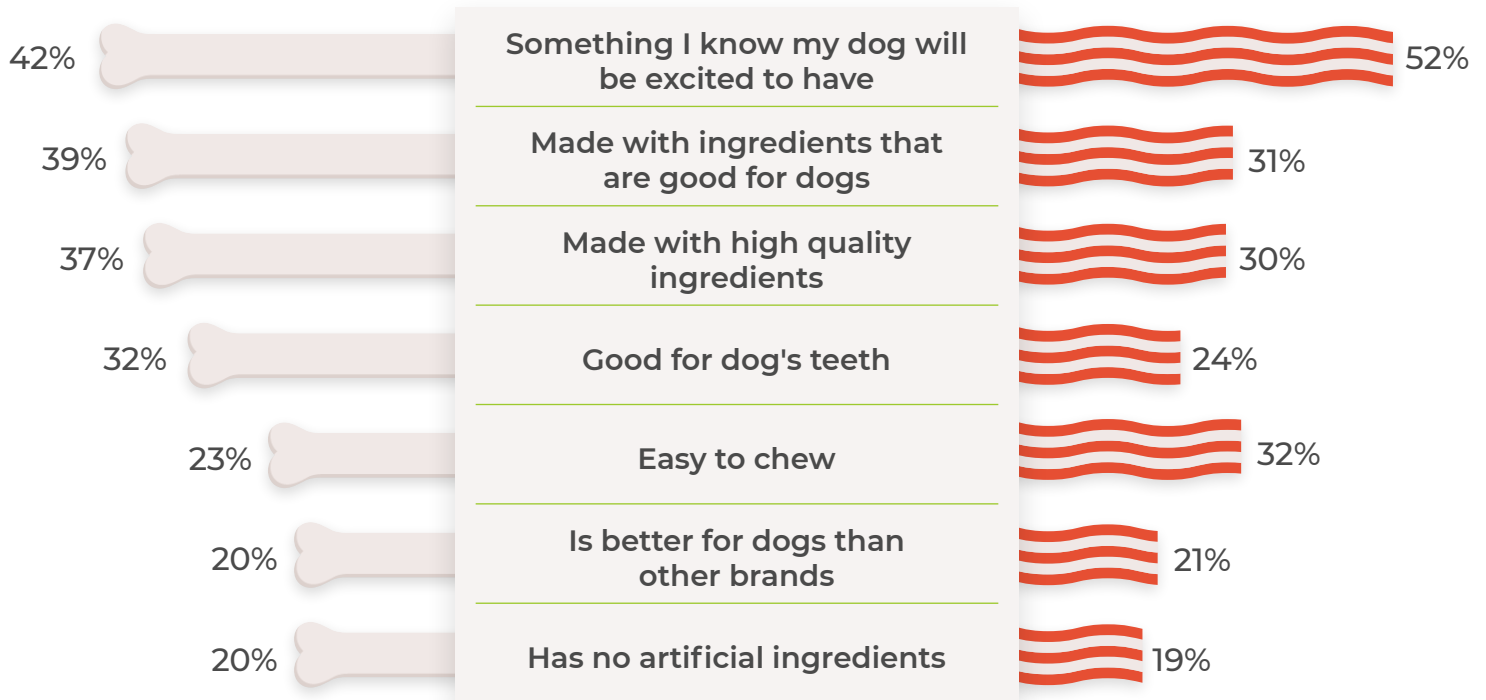 42%
Something I know my dog will
be excited to have
52%
39%
Made with ingredients that
are good for dogs
31%
37%
Made with high quality
ingredients
30%
32%
Good for dog's teeth
24%
23%
Easy to chew
32%
20%
Is better for dogs than
other brands
21%
20%
Has no artificial ingredients
19%